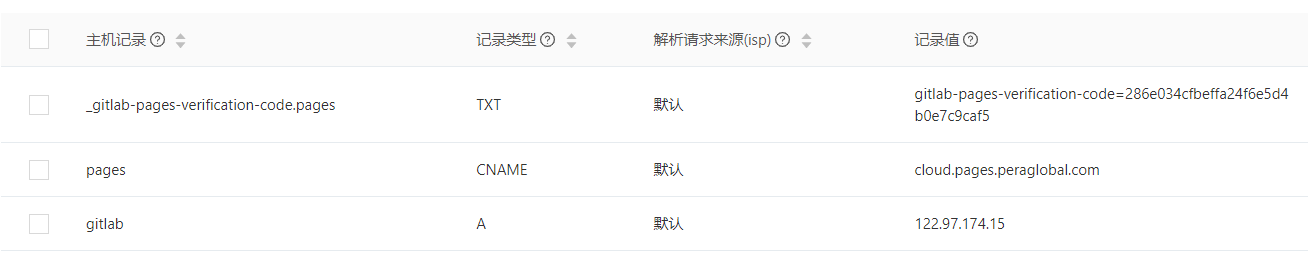 主机记录 记录类型 解析请求来源(isp) 记录值
_gitlab-pages-verification-code.pages TXT 默认 gitlab-pages-verification-code=286e034cfbeffa24f6e5d4
b0e7c9caf5
pages CNAME 默认 cloud.pages.peraglobal.com
gitlab A 默认 122.97.174.15